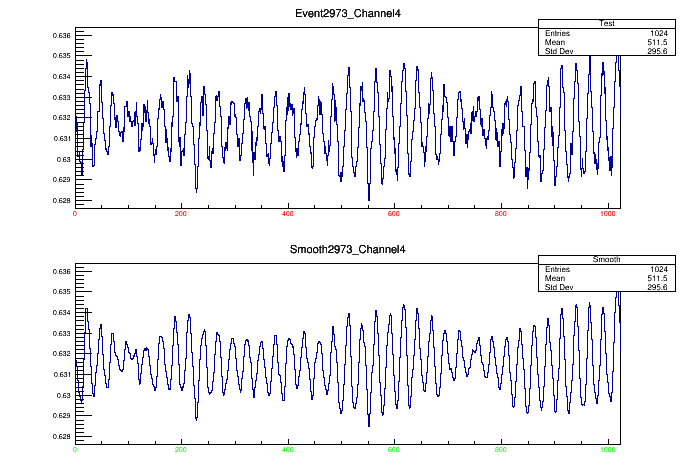 Event2973_Channel4
Test
Entries 1024
Mean 511.5
Std Dev 295.6
0.636
0.635
0.634
0.633
0.632
0.631
0.63
0.629
0.628
0 200 400 600 800 1000
Smooth2973_Channel4
Smooth
Entries 1024
Mean 511.5
Std Dev 295.6
0.636
0.635
0.634
0.633
0.632
0.631
0.63
0.629
0.628
0 200 400 600 800 1000